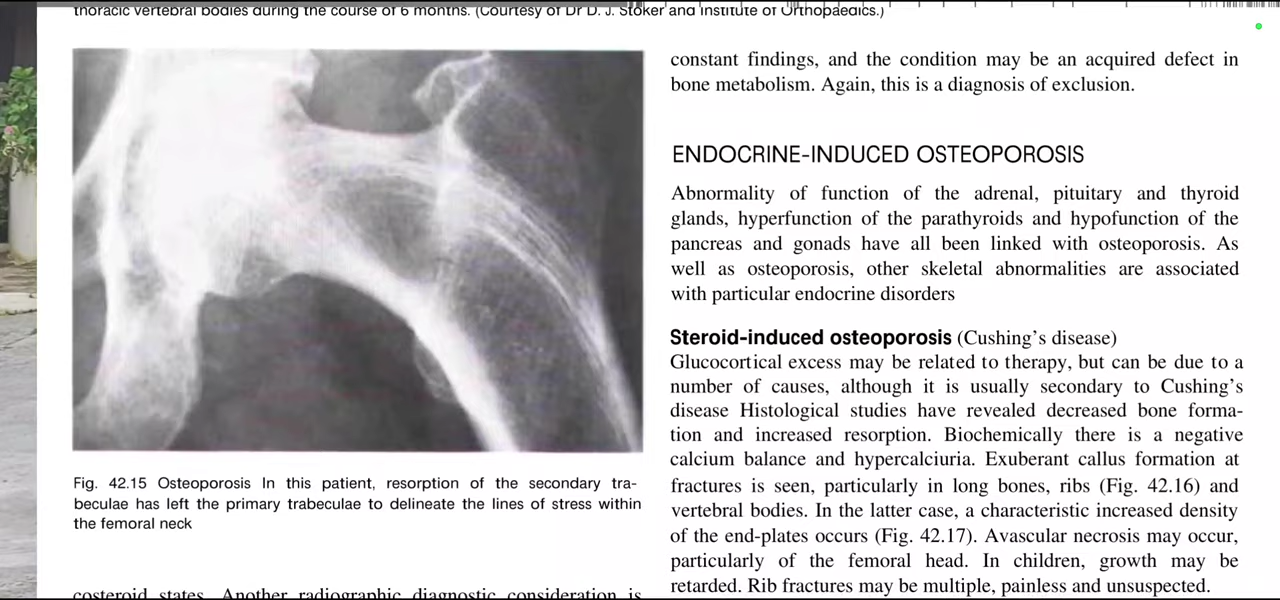 thoracic vertebral bodies during the course of 6 months. (Courtesy of Dr D. J. Stoker and Institute of Orthopaedics.)
Fig. 42.15 Osteoporosis In this patient, resorption of the secondary tra-
beculae has left the primary trabeculae to delineate the lines of stress within
the femoral neck
costeroid states. Another radiographic diagnostic consideration is
constant findings, and the condition may be an acquired defect in
bone metabolism. Again, this is a diagnosis of exclusion.
ENDOCRINE-INDUCED OSTEOPOROSIS
Abnormality of function of the adrenal, pituitary and thyroid
glands, hyperfunction of the parathyroids and hypofunction of the
pancreas and gonads have all been linked with osteoporosis. As
well as osteoporosis, other skeletal abnormalities are associated
with particular endocrine disorders
Steroid-induced osteoporosis (Cushing's disease)
Glucocortical excess may be related to therapy, but can be due to a
number of causes, although it is usually secondary to Cushing's
disease Histological studies have revealed decreased bone forma-
tion and increased resorption. Biochemically there is a negative
calcium balance and hypercalciuria. Exuberant callus formation at
fractures is seen, particularly in long bones, ribs (Fig. 42.16) and
vertebral bodies. In the latter case, a characteristic increased density
of the end-plates occurs (Fig. 42.17). Avascular necrosis may occur,
particularly of the femoral head. In children, growth may be
retarded. Rib fractures may be multiple, painless and unsuspected.